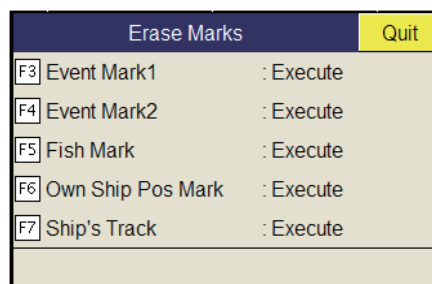 Erase Marks Quit
F3 Event Mark1 : Execute
F4 Event Mark2 : Execute
F5 Fish Mark : Execute
F6 Own Ship Pos Mark : Execute
F7 Ship's Track : Execute